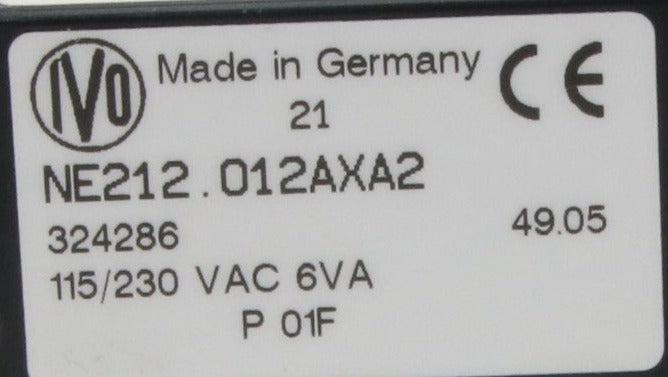 IVO Made in Germany CE
21
NE212.012AXA2
324286 49.05
115/230 VAC 6VA
P 01F